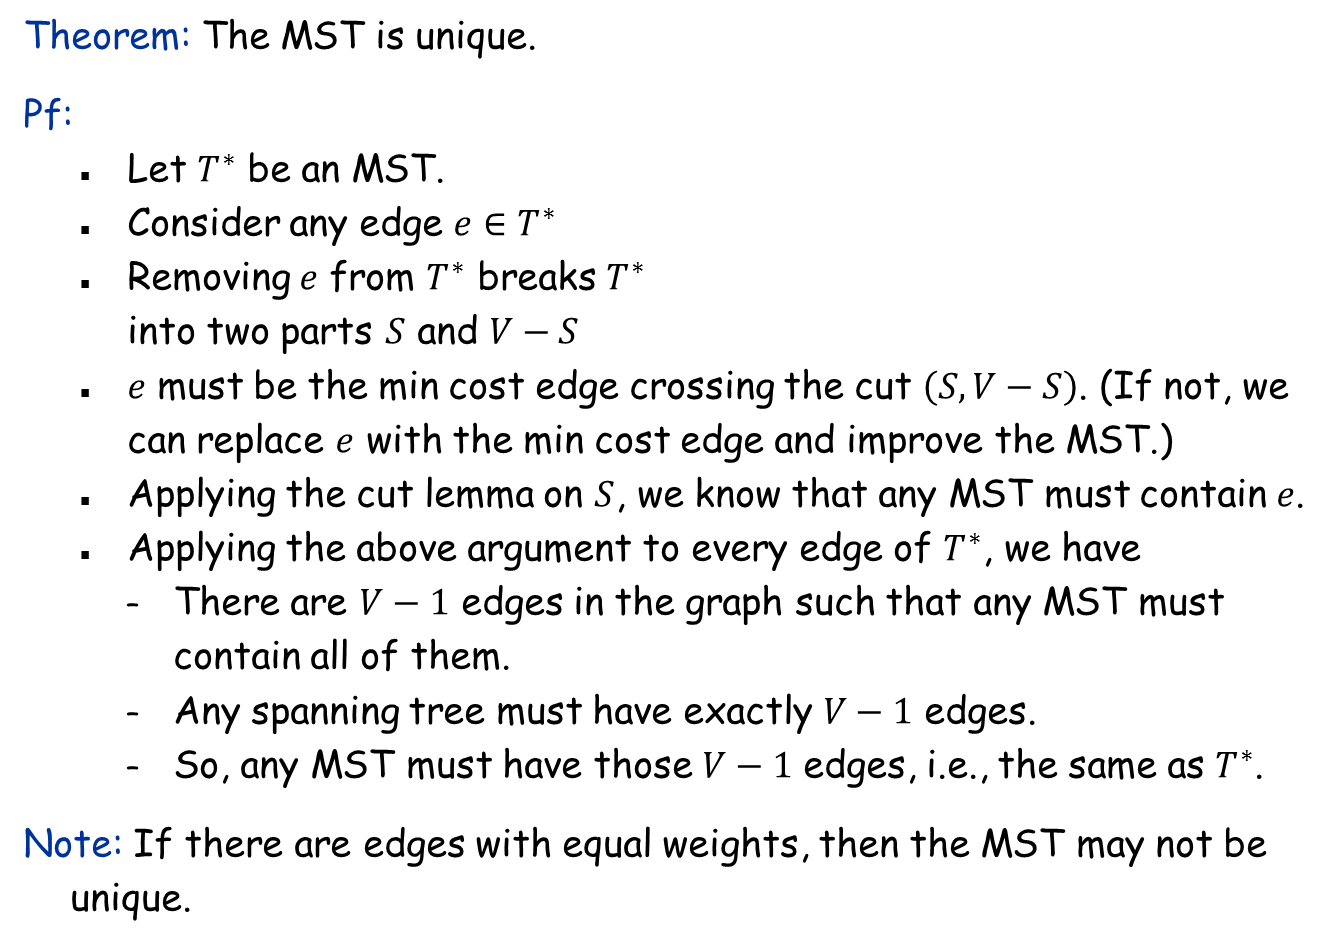 Theorem: The MST is unique.
Pf:
▪ Let T* be an MST.
▪ Consider any edge e ∈ T*
▪ Removing e from T* breaks T*
into two parts S and V − S
▪ e must be the min cost edge crossing the cut (S, V − S). (If not, we
can replace e with the min cost edge and improve the MST.)
▪ Applying the cut lemma on S, we know that any MST must contain e.
▪ Applying the above argument to every edge of T*, we have
- There are V − 1 edges in the graph such that any MST must
contain all of them.
- Any spanning tree must have exactly V − 1 edges.
- So, any MST must have those V − 1 edges, i.e., the same as T*.
Note: If there are edges with equal weights, then the MST may not be
unique.